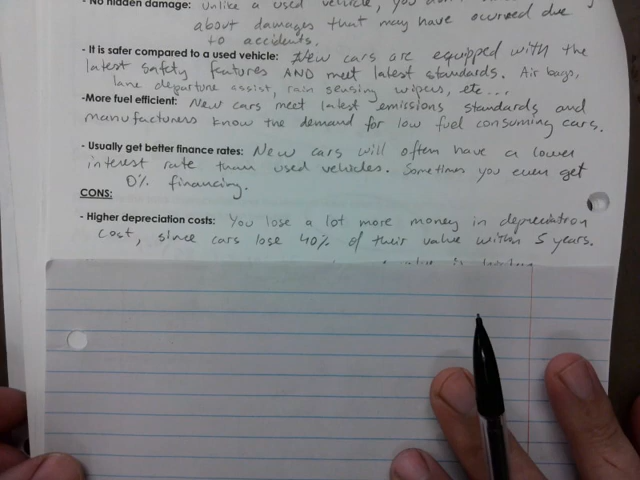 - No hidden damage: Unlike a used vehicle, you don't
about damages that may have ocurred due
to accidents.
- It is safer compared to a used vehicle: New cars are equipped with the
latest safety features AND meet latest standards. Air bags,
lane departure assist, rain sensing wipers, etc...
-More fuel efficient: New cars meet latest emissions standards and
manufacturers know the demand for low fuel consuming cars.
- Usually get better finance rates: New cars will often have a lower
interest rate than used vehicles. Sometimes you even get
0% financing.
CONS:
- Higher depreciation costs: You lose a lot more money in depreciation
cost, since cars lose 40% of their value within 5 years.